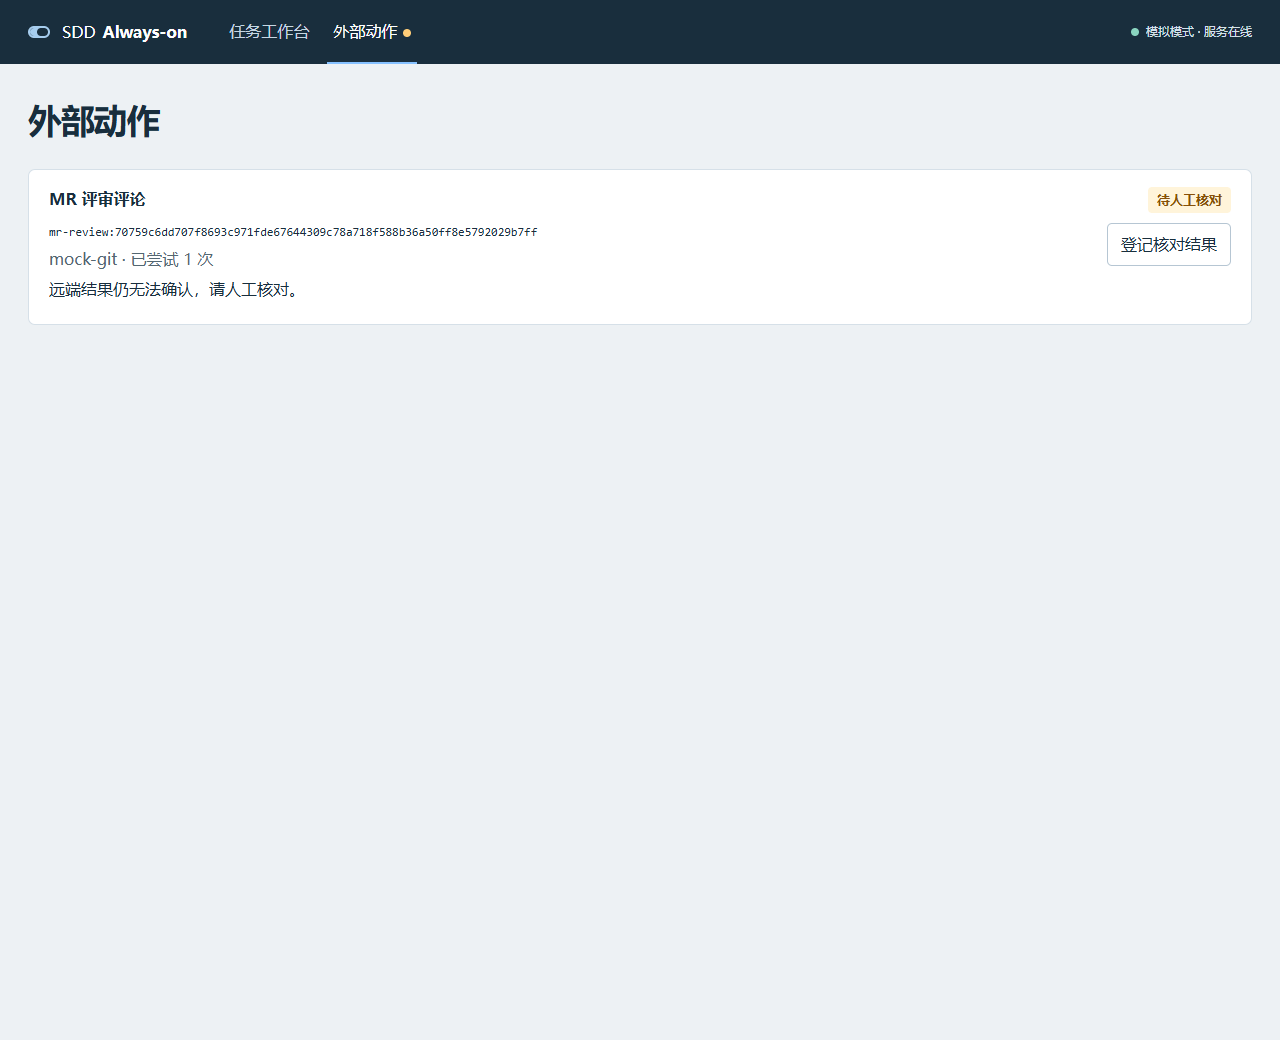 SDD Always-on 任务工作台 外部动作 模拟模式 · 服务在线
外部动作
MR 评审评论 待人工核对
mr-review:70759c6dd707f8693c971fde67644309c78a718f588b36a50ff8e5792029b7ff
登记核对结果
mock-git · 已尝试 1 次
远端结果仍无法确认，请人工核对。